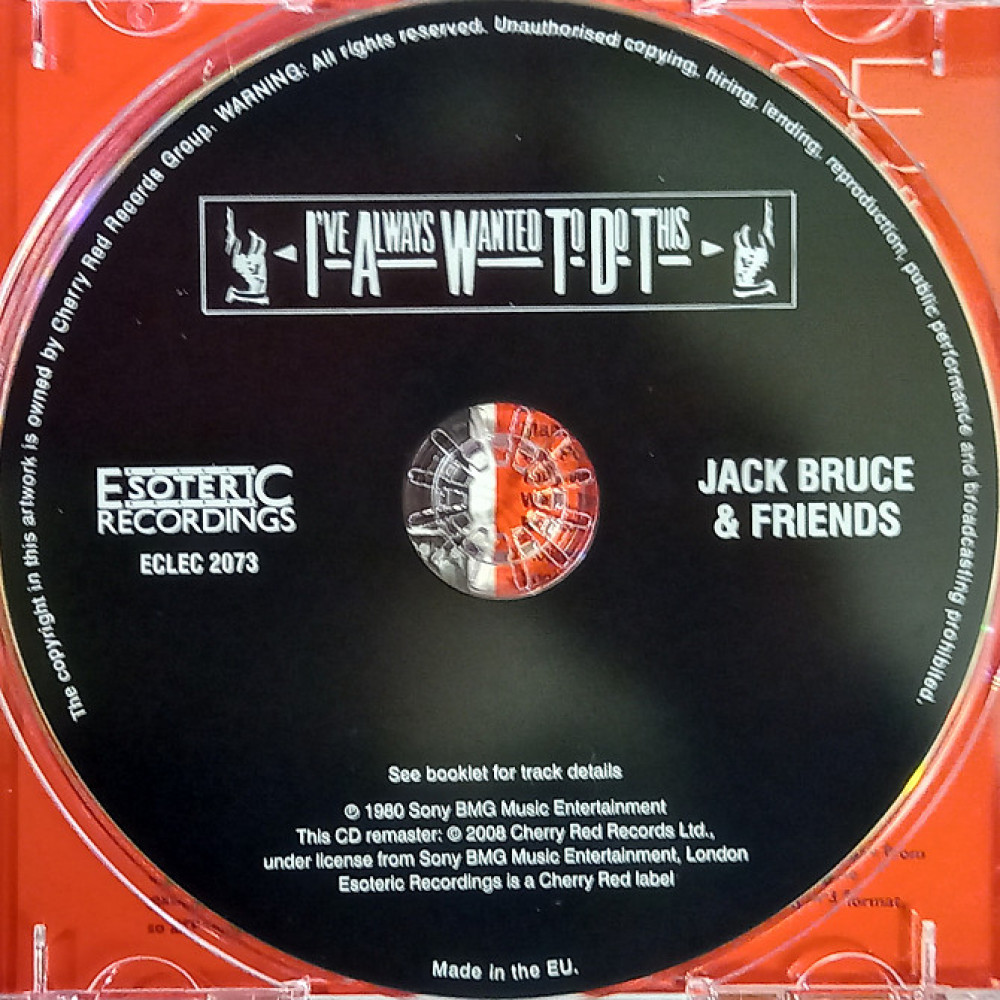 The copyright in this artwork is owned by Cherry Red Records Group. WARNING: All rights reserved. Unauthorised copying, hiring, lending, reproduction, public performance and broadcasting prohibited.
I'VE ALWAYS WANTED TO DO THIS
ESOTERIC
RECORDINGS
ECLEC 2073
JACK BRUCE
& FRIENDS
See booklet for track details
℗ 1980 Sony BMG Music Entertainment
This CD remaster: © 2008 Cherry Red Records Ltd.,
under license from Sony BMG Music Entertainment, London
Esoteric Recordings is a Cherry Red label
Made in the EU.
from
format,